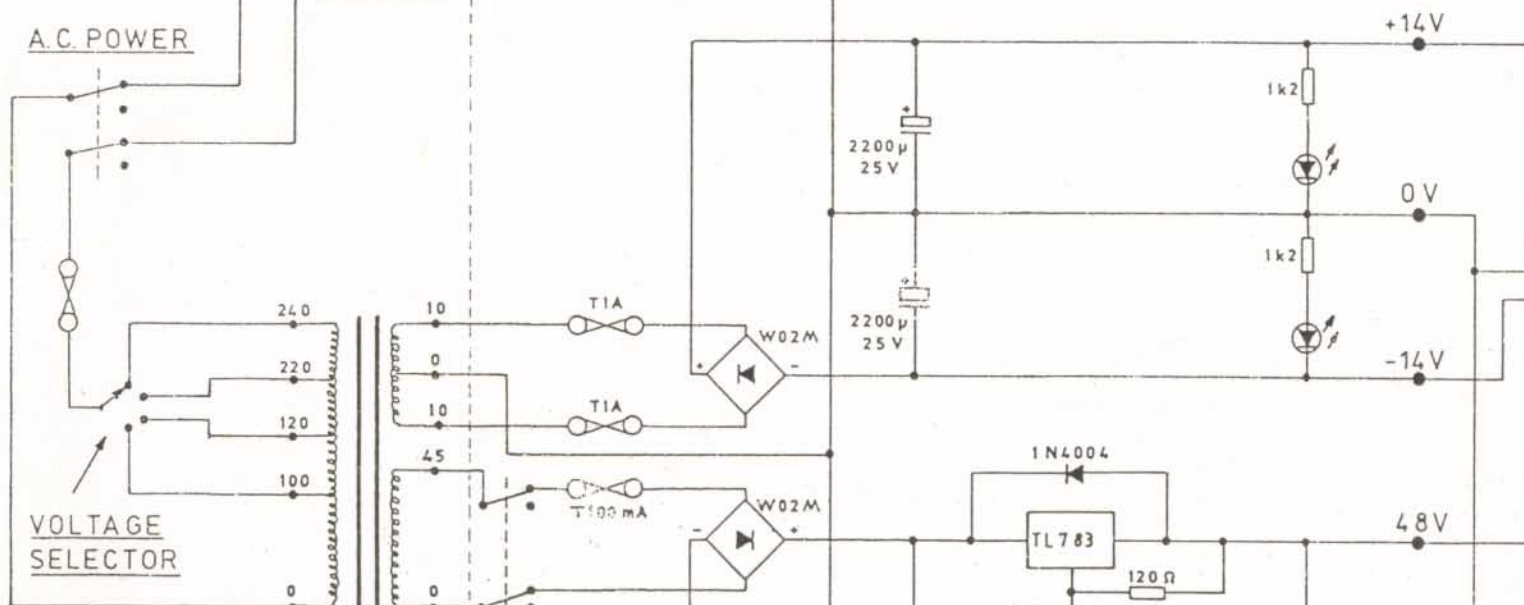 A.C. POWER
+14V
1k2
+
2200µ
25V
0V
1k2
+
2200µ
25V
240
10
T1A
W02M
220
0
+
-
-14V
120
10
T1A
45
1N4004
100
W02M
VOLTAGE
SELECTOR
-
+
TL783
48V
120Ω
0
0